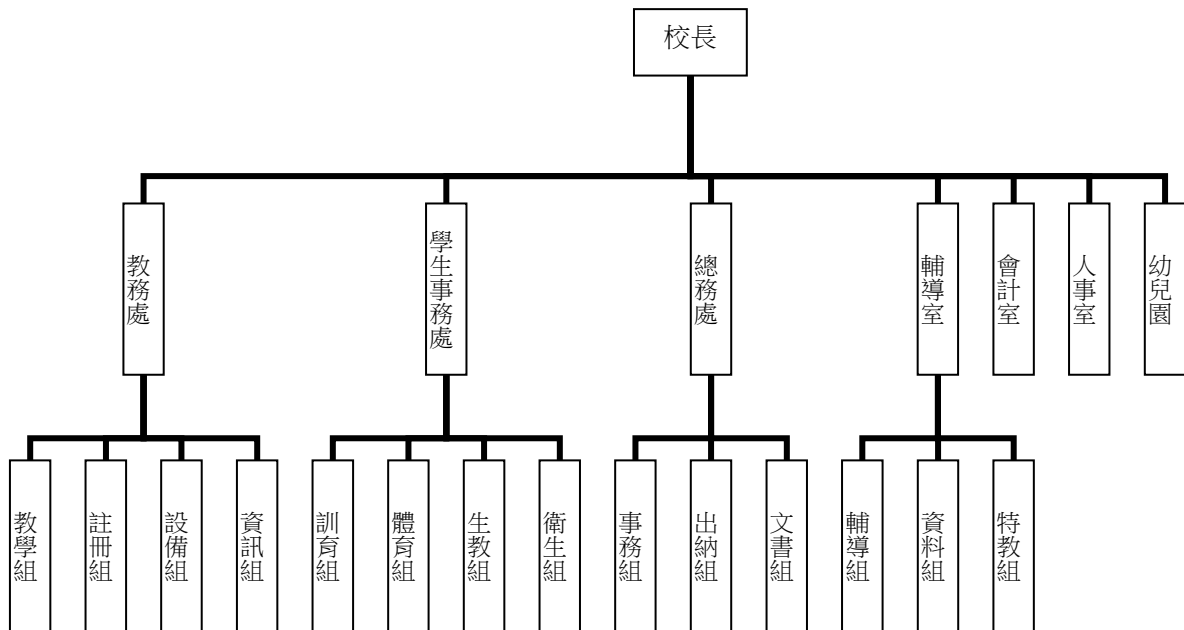 校長
教務處
學生事務處
總務處
輔導室
會計室
人事室
幼兒園
教學組
註冊組
設備組
資訊組
訓育組
體育組
生教組
衛生組
事務組
出納組
文書組
輔導組
資料組
特教組